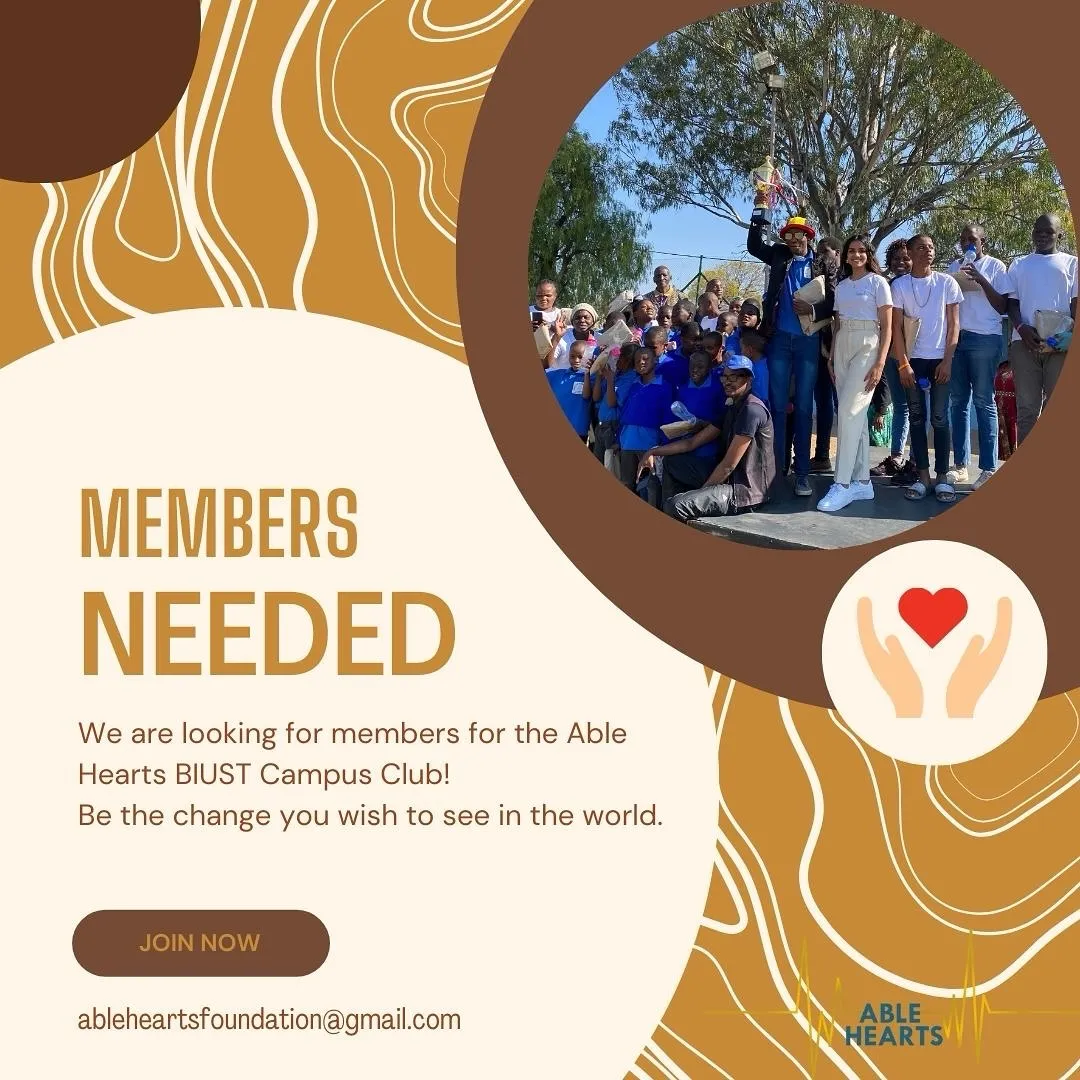 MEMBERS
NEEDED
We are looking for members for the Able
Hearts BIUST Campus Club!
Be the change you wish to see in the world.
JOIN NOW
ableheartsfoundation@gmail.com
ABLE
HEARTS